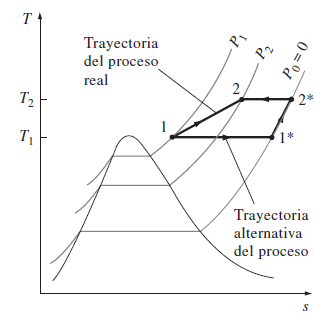 T
P₁
P₂
P₀ = 0
Trayectoria
del proceso
real
T₂
2
2*
T₁
1
1*
Trayectoria
alternativa
del proceso
s